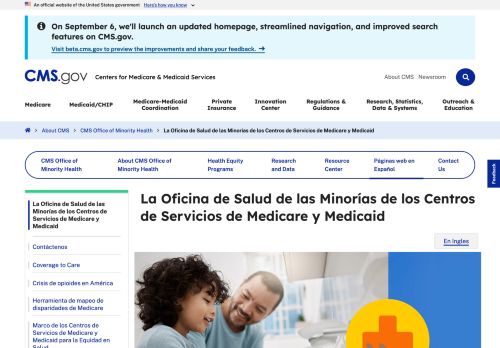 An official website of the United States government Here's how you know
On September 6, we'll launch an updated homepage, streamlined navigation, and improved search
features on CMS.gov.
Visit beta.cms.gov to preview the improvements and share your feedback.
CMS.gov Centers for Medicare & Medicaid Services
About CMS Newsroom
Medicare
Medicaid/CHIP
Medicare-Medicaid
Coordination
Private
Insurance
Innovation
Center
Regulations &
Guidance
Research, Statistics,
Data & Systems
Outreach &
Education
About CMS
CMS Office of Minority Health
La Oficina de Salud de las Minorías de los Centros de Servicios de Medicare y Medicaid
Feedback
CMS Office of
Minority Health
About CMS Office of
Minority Health
Health Equity
Programs
Research
and Data
Resource
Center
Páginas web en
Español
Contact
Us
La Oficina de Salud de las
Minorías de los Centros de
Servicios de Medicare y
Medicaid
Contáctenos
Coverage to Care
Crisis de opioides en América
Herramienta de mapeo de
disparidades de Medicare
Marco de los Centros de
Servicios de Medicare y
Medicaid para la Equidad en
Salud
La Oficina de Salud de las Minorías de los Centros
de Servicios de Medicare y Medicaid
En ingles